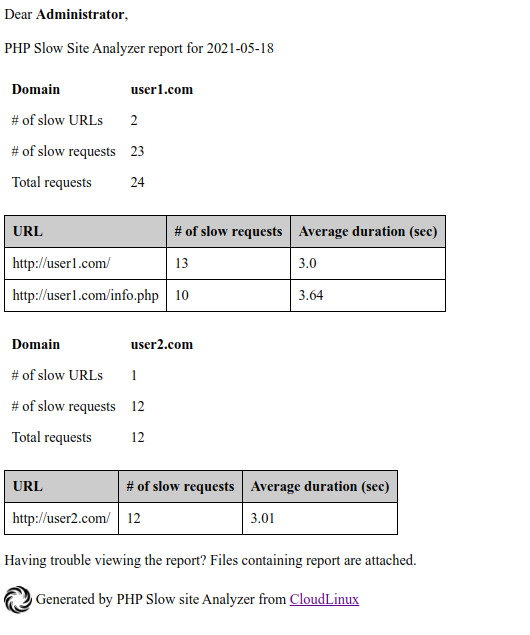 Dear Administrator,
PHP Slow Site Analyzer report for 2021-05-18
Domain user1.com
# of slow URLs 2
# of slow requests 23
Total requests 24
URL # of slow requests Average duration (sec)
http://user1.com/ 13 3.0
http://user1.com/info.php 10 3.64
Domain user2.com
# of slow URLs 1
# of slow requests 12
Total requests 12
URL # of slow requests Average duration (sec)
http://user2.com/ 12 3.01
Having trouble viewing the report? Files containing report are attached.
Generated by PHP Slow site Analyzer from CloudLinux